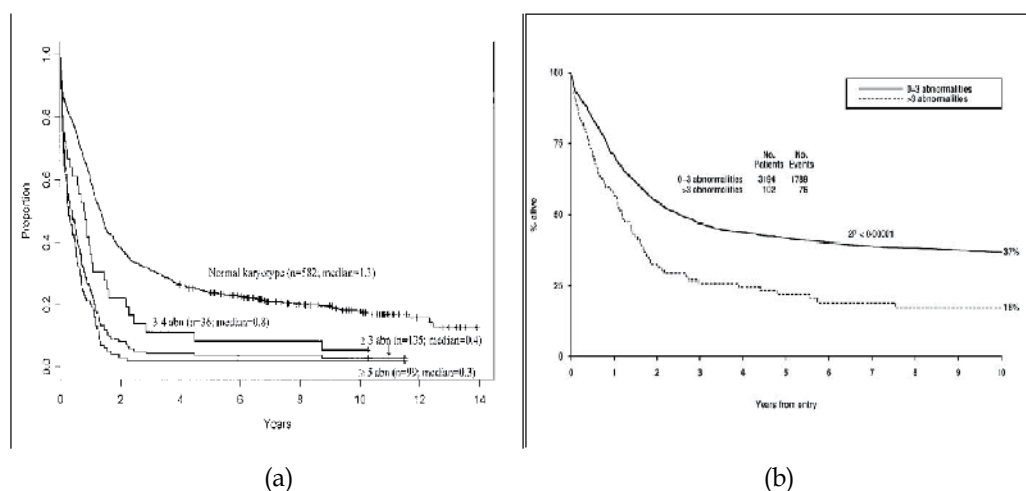 1.0
0.8
0.6
0.4
0.2
0.0
Proportion
Normal karyotype (n=582, median=1.3)
3-4 abn (n=36; median=0.8)
≥ 3 abn (n=135; median=0.4)
≥ 5 abn (n=99; median=0.3)
0 2 4 6 8 10 12 14
Years
(a)
100
75
50
25
0
% alive
0-3 abnormalities
>3 abnormalities
No. Patients No. Events
0-3 abnormalities 3194
>3 abnormalities 102 76
2P < 0.00001
37%
0 1 2 3 4 5 6 7 8 9 10
Years from entry
(b)